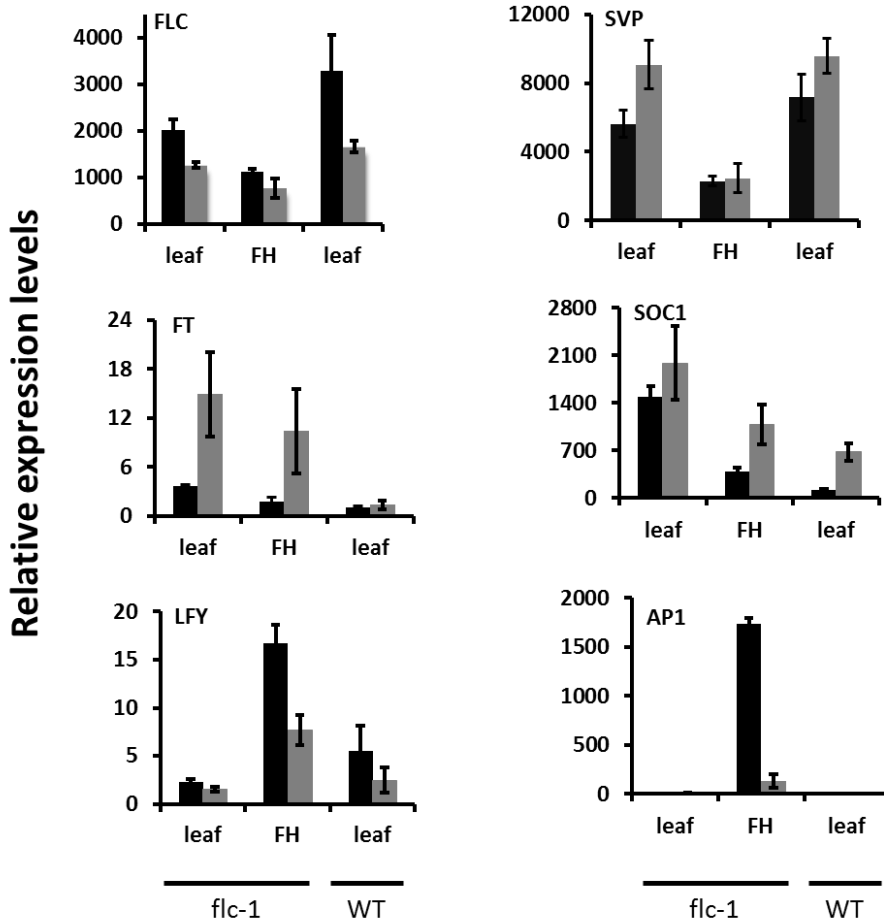 Relative expression levels
FLC
4000
3000
2000
1000
0
leaf FH leaf
SVP
12000
8000
4000
0
leaf FH leaf
FT
24
18
12
6
0
leaf FH leaf
SOC1
2800
2100
1400
700
0
leaf FH leaf
LFY
20
15
10
5
0
leaf FH leaf
flc-1 WT
AP1
2000
1500
1000
500
0
leaf FH leaf
flc-1 WT